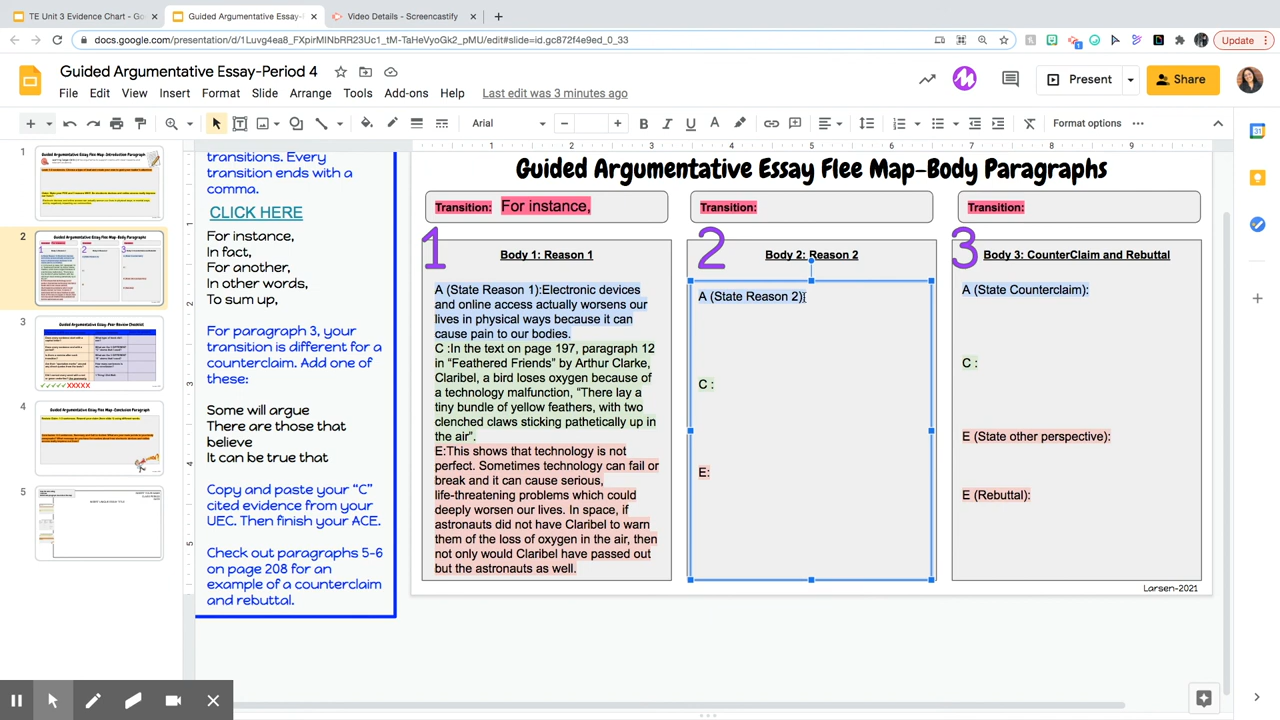 TE Unit 3 Evidence Chart - Go
Guided Argumentative Essay-
Video Details - Screencastify
docs.google.com/presentation/d/1Luvg4ea8_FXpirMINbRR23Uc1_tM-TaHeVyoGk2_pMU/edit#slide=id.gc872f4e9ed_0_33
Update
Guided Argumentative Essay-Period 4
File Edit View Insert Format Slide Arrange Tools Add-ons Help Last edit was 3 minutes ago
Present
Share
Arial
Format options
1 2 3 4 5 6 7 8 9
1
2
3
4
5
transitions. Every
transition ends with a
comma.
CLICK HERE
For instance,
In fact,
For another,
In other words,
To sum up,
For paragraph 3, your
transition is different for a
counterclaim. Add one of
these:
Some will argue
There are those that
believe
It can be true that
Copy and paste your “C”
cited evidence from your
UEC. Then finish your ACE.
Check out paragraphs 5-6
on page 208 for an
example of a counterclaim
and rebuttal.
Guided Argumentative Essay Flee Map-Body Paragraphs
Transition: For instance,
1
Body 1: Reason 1
A (State Reason 1):Electronic devices
and online access actually worsens our
lives in physical ways because it can
cause pain to our bodies.
C :In the text on page 197, paragraph 12
in “Feathered Friends” by Arthur Clarke,
Claribel, a bird loses oxygen because of
a technology malfunction, “There lay a
tiny bundle of yellow feathers, with two
clenched claws sticking pathetically up in
the air”.
E:This shows that technology is not
perfect. Sometimes technology can fail or
break and it can cause serious,
life-threatening problems which could
deeply worsen our lives. In space, if
astronauts did not have Claribel to warn
them of the loss of oxygen in the air, then
not only would Claribel have passed out
but the astronauts as well.
Transition:
2
Body 2: Reason 2
A (State Reason 2):
C :
E:
Transition:
3
Body 3: CounterClaim and Rebuttal
A (State Counterclaim):
C :
E (State other perspective):
E (Rebuttal):
Larsen-2021